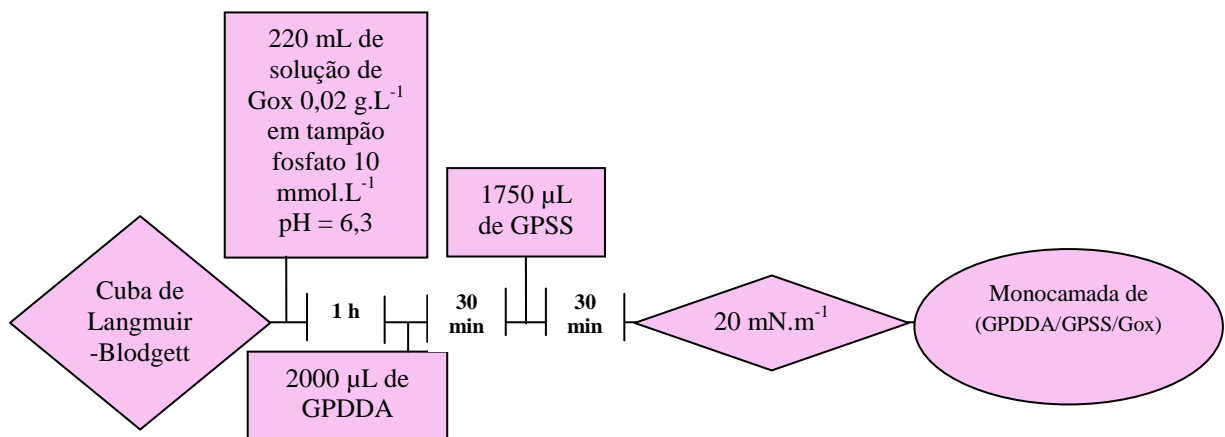 220 mL de
solução de
Gox 0,02 g.L⁻¹
em tampão
fosfato 10
mmol.L⁻¹
pH = 6,3
1750 µL
de GPSS
Cuba de
Langmuir
-Blodgett
1 h
30
min
30
min
20 mN.m⁻¹
Monocamada de
(GPDDA/GPSS/Gox)
2000 µL de
GPDDA